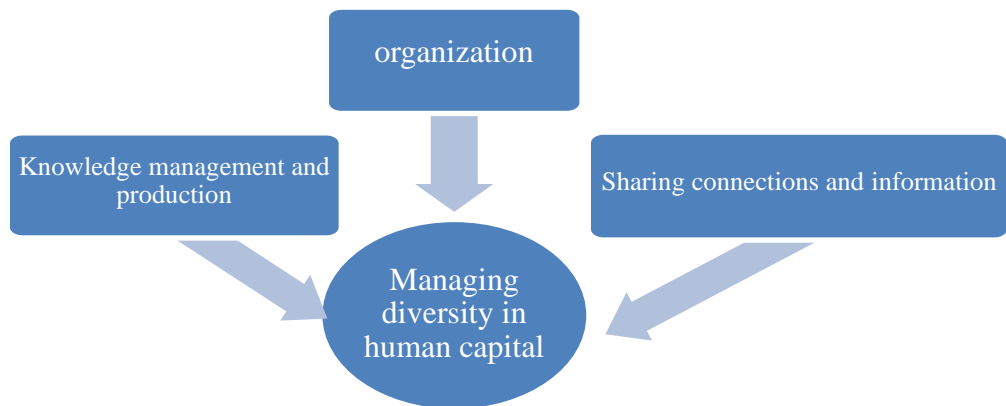 organization
Knowledge management and
production
Sharing connections and information
Managing
diversity in
human capital